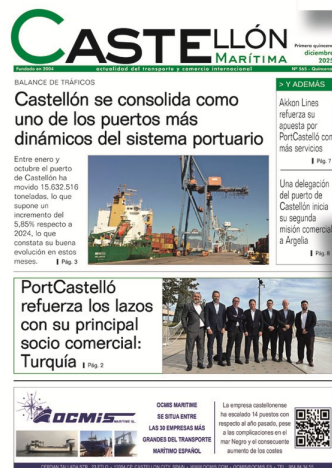 CASTELLÓN
MARÍTIMA
Primera quincena
diciembre
2025
Fundado en 2004
actualidad del transporte y comercio internacional
Nº 565 - Quincenal
BALANCE DE TRÁFICOS
Castellón se consolida como
uno de los puertos más
dinámicos del sistema portuario
Entre enero y
octubre el puerto
de Castellón ha
movido 15.632.516
toneladas, lo que
supone un
incremento del
5,85% respecto a
2024, lo que
constata su buena
evolución en estos
meses. Pág. 3
> Y ADEMÁS
Akkon Lines
refuerza su
apuesta por
PortCastelló con
más servicios
Pág. 7
Una delegación
del puerto de
Castellón inicia
su segunda
misión comercial
a Argelia
Pág. 8
PortCastelló
refuerza los lazos
con su principal
socio comercial:
Turquía Pág. 2
OCMIS
MARITIME SL.
OCMIS MARITIME
SE SITUA ENTRE
LAS 30 EMPRESAS MÁS
GRANDES DEL TRANSPORTE
MARÍTIMO ESPAÑOL
La empresa castellonense
ha escalado 14 puestos con
respecto al año pasado, pese
a las complicaciones en el
mar Negro y el consecuente
aumento de los costes